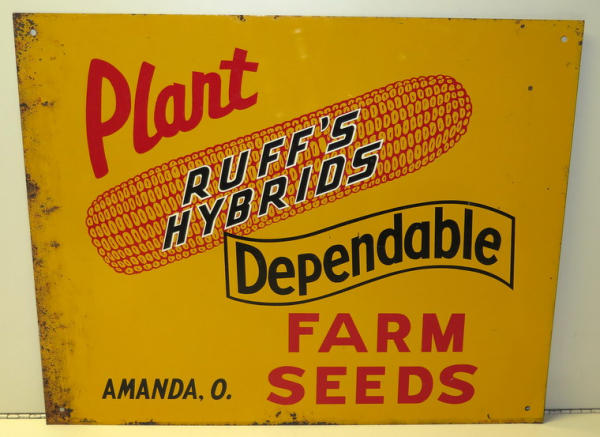 Plant
RUFF'S
HYBRIDS
Dependable
FARM
SEEDS
AMANDA, O.